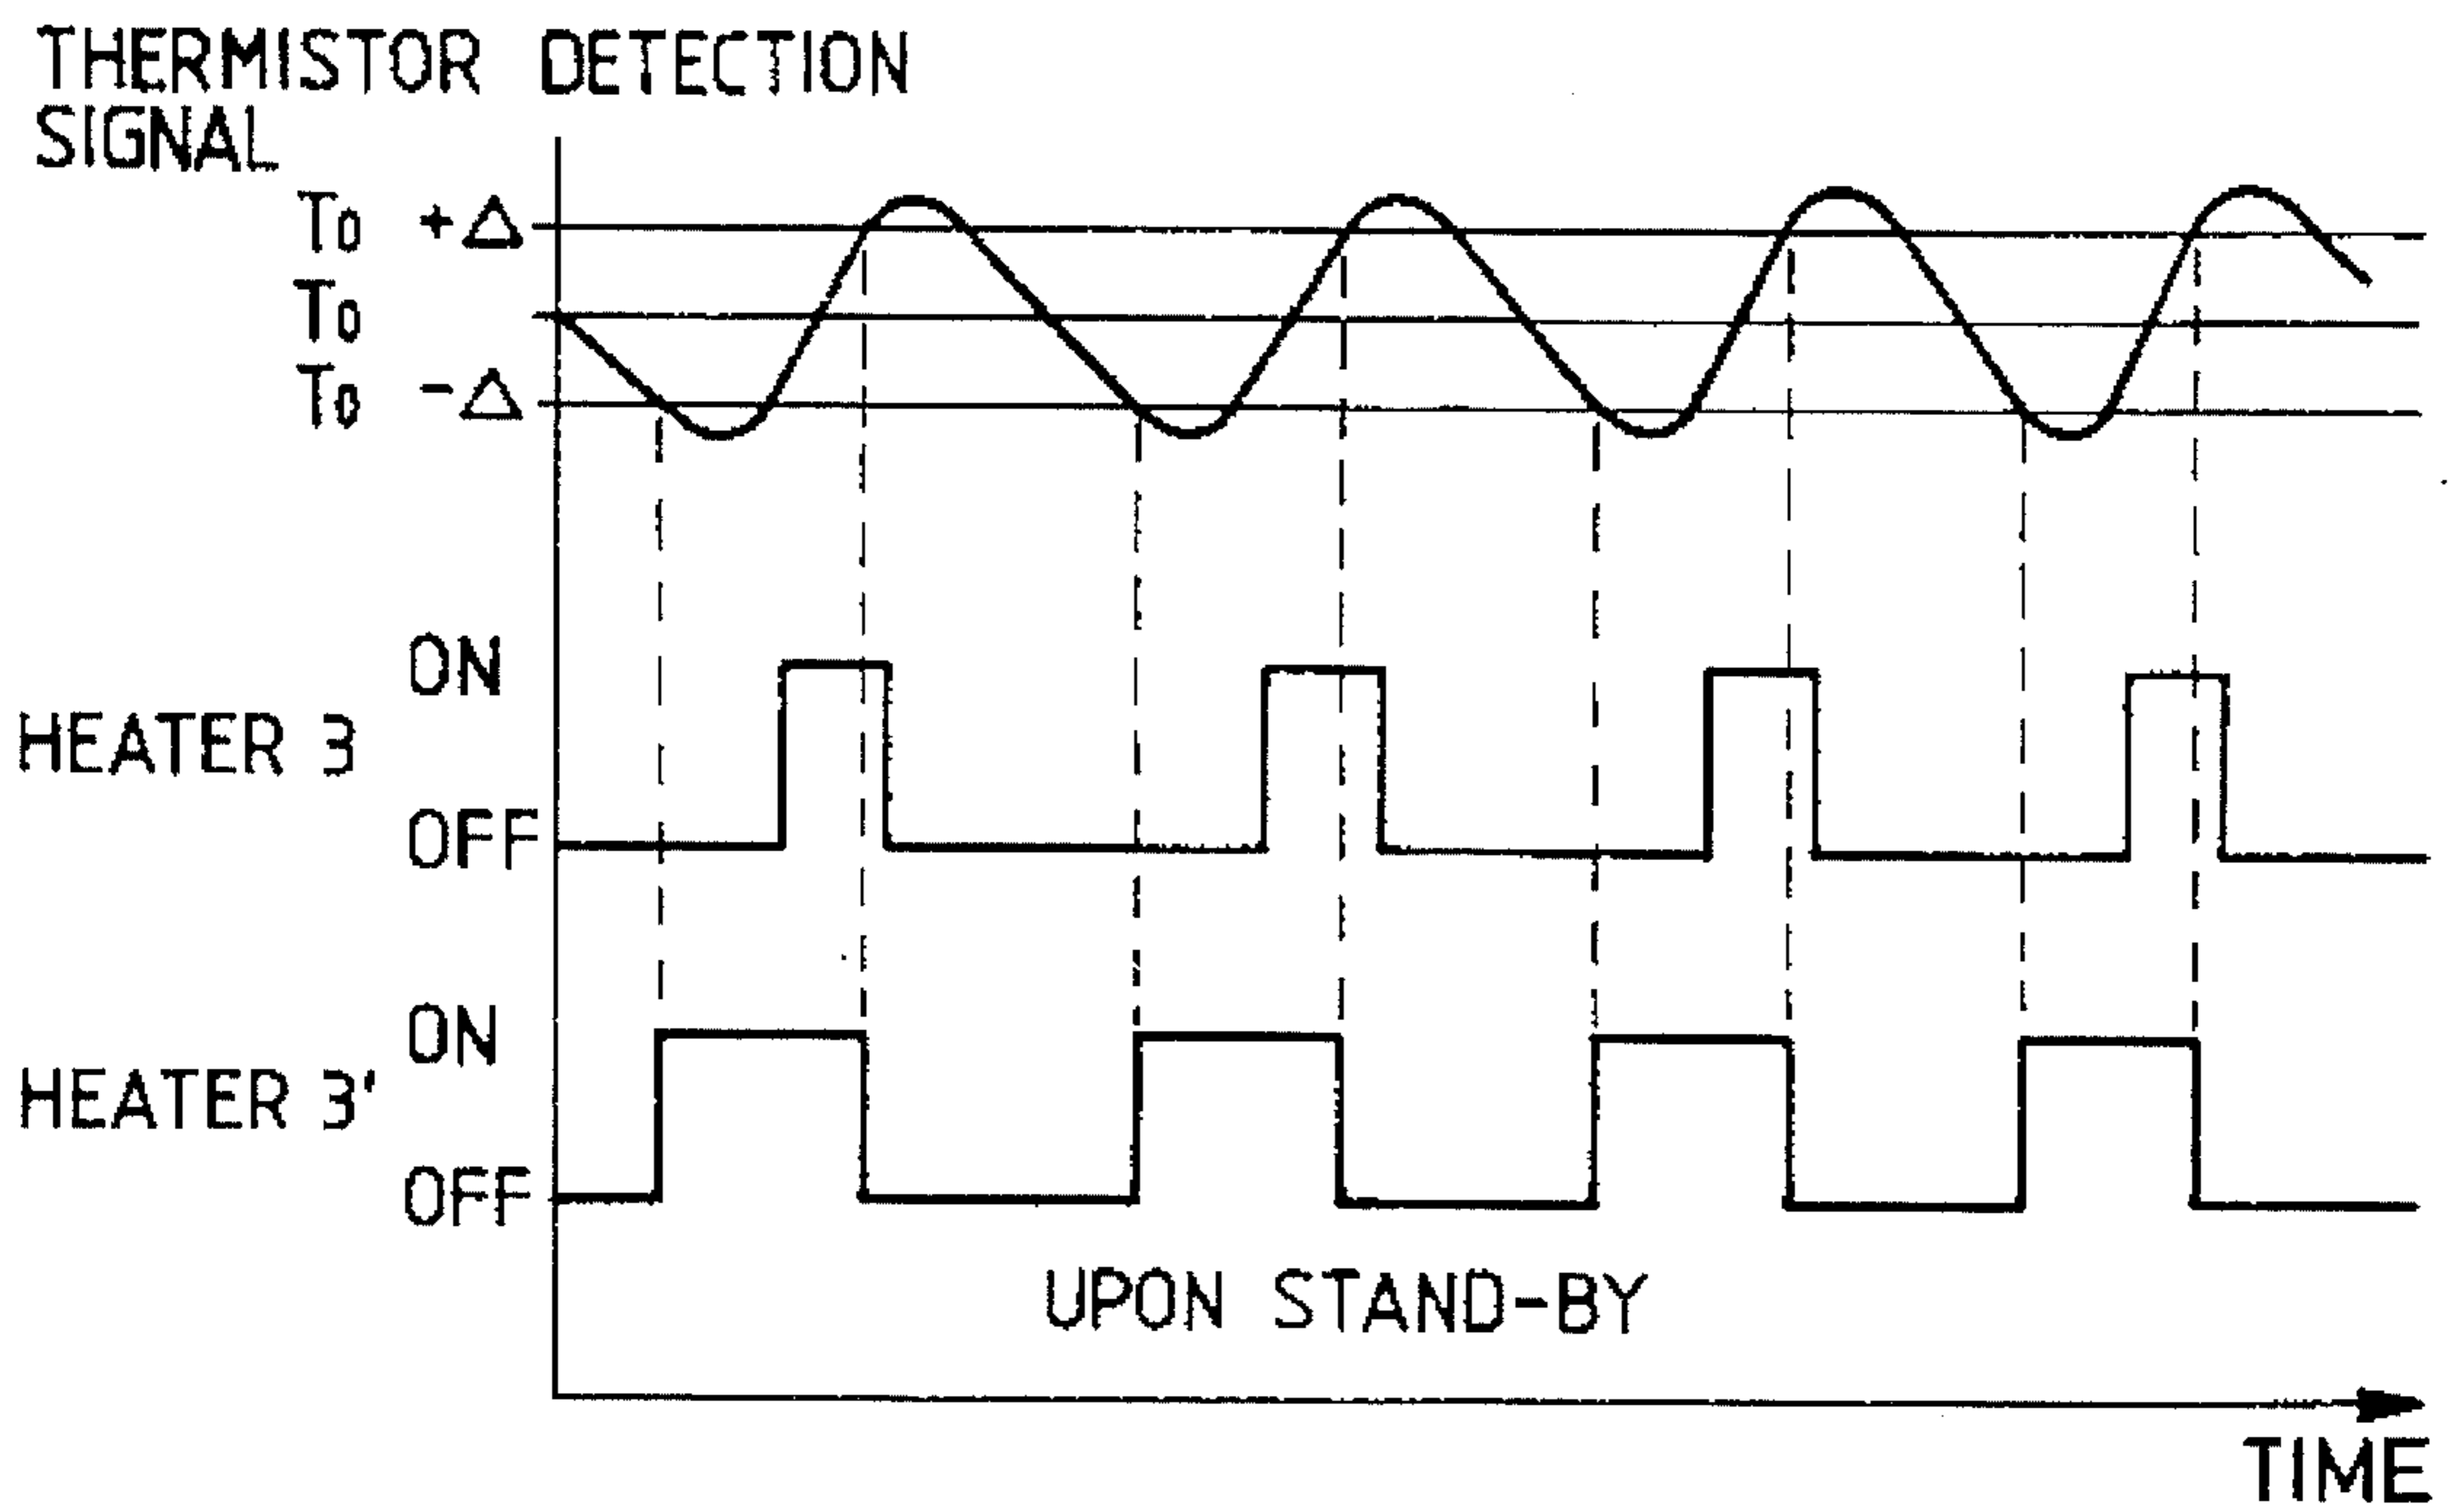 THERMISTOR DETECTION
SIGNAL
To +Δ
To
To -Δ
ON
HEATER 3
OFF
ON
HEATER 3'
OFF
UPON STAND-BY
TIME